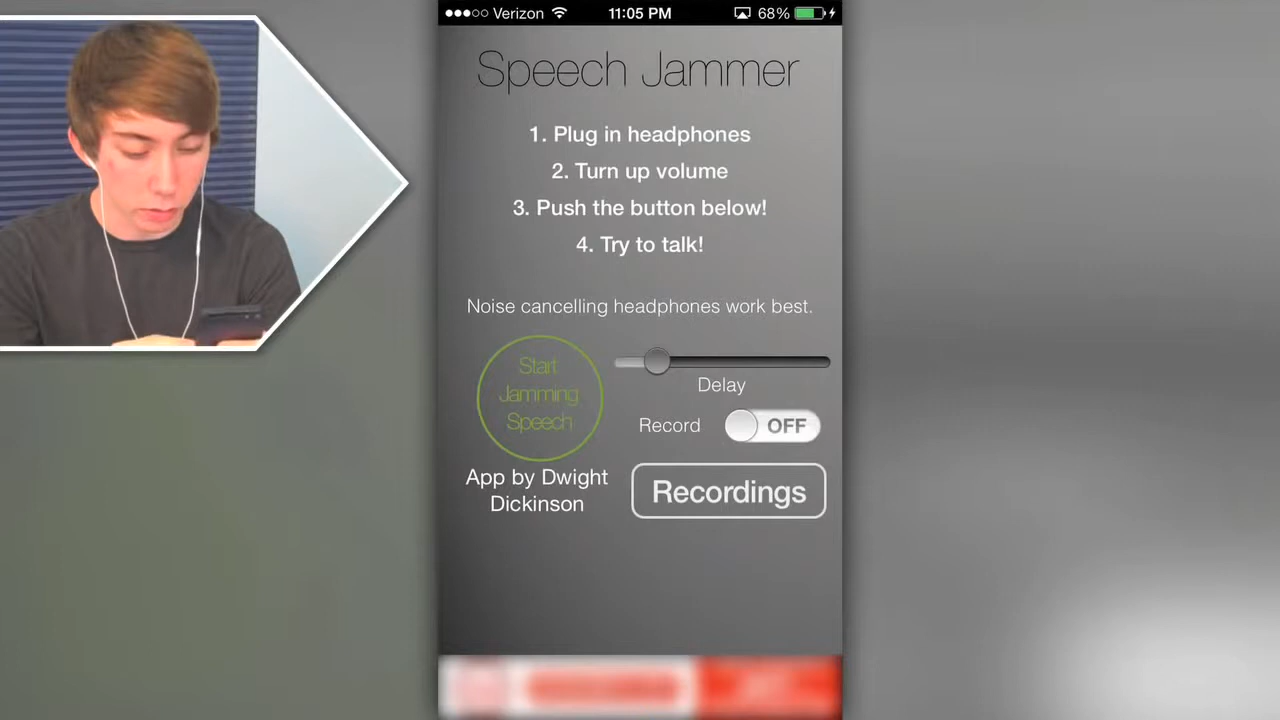 Verizon 11:05 PM 68%
Speech Jammer
1. Plug in headphones
2. Turn up volume
3. Push the button below!
4. Try to talk!
Noise cancelling headphones work best.
Start
Jamming
Speech
Delay
Record OFF
App by Dwight
Dickinson
Recordings